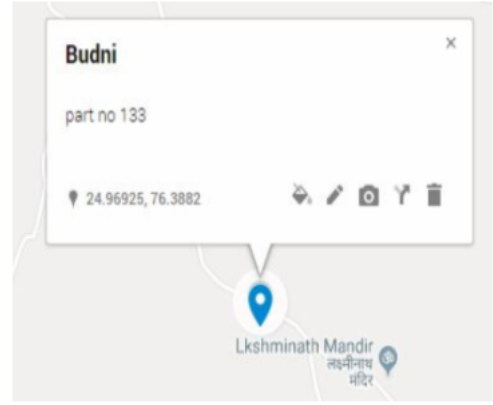 Budni
part no 133
24.96925, 76.3882
Lkshminath Mandir
लक्ष्मीनाथ
मंदिर